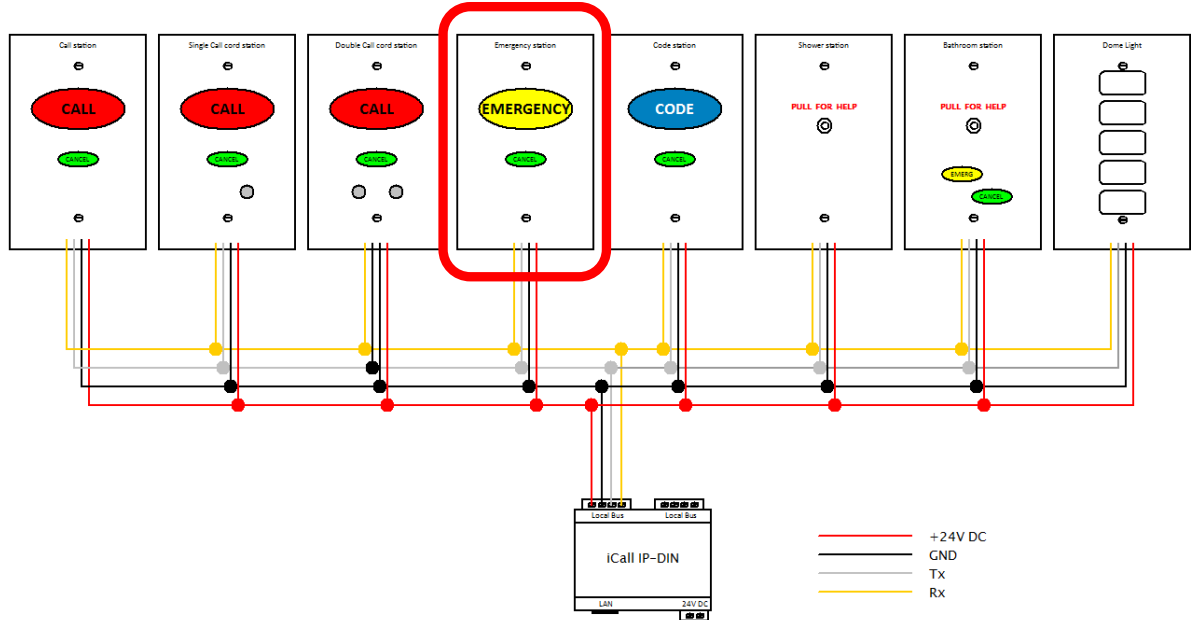 Call station
Single Call cord station
Double Call cord station
Emergency station
Code station
Shower station
Bathroom station
Dome Light
CALL
CALL
CALL
EMERGENCY
CODE
PULL FOR HELP
PULL FOR HELP
CANCEL
CANCEL
CANCEL
CANCEL
CANCEL
EMERG
CANCEL
Local Bus
Local Bus
iCall IP-DIN
LAN
24V DC
+24V DC
GND
Tx
Rx